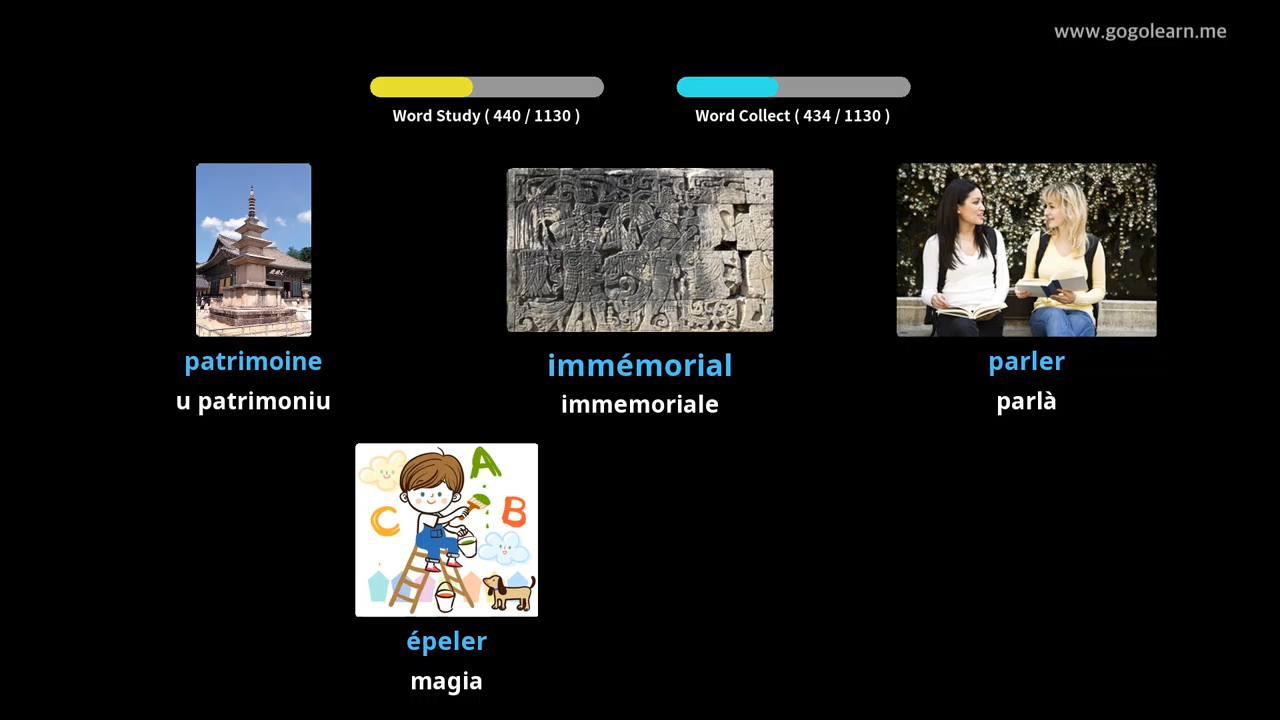 www.gogolearn.me
Word Study ( 440 / 1130 )
Word Collect ( 434 / 1130 )
patrimoine
u patrimoniu
immémorial
immemoriale
parler
parlà
A
B
C
épeler
magia